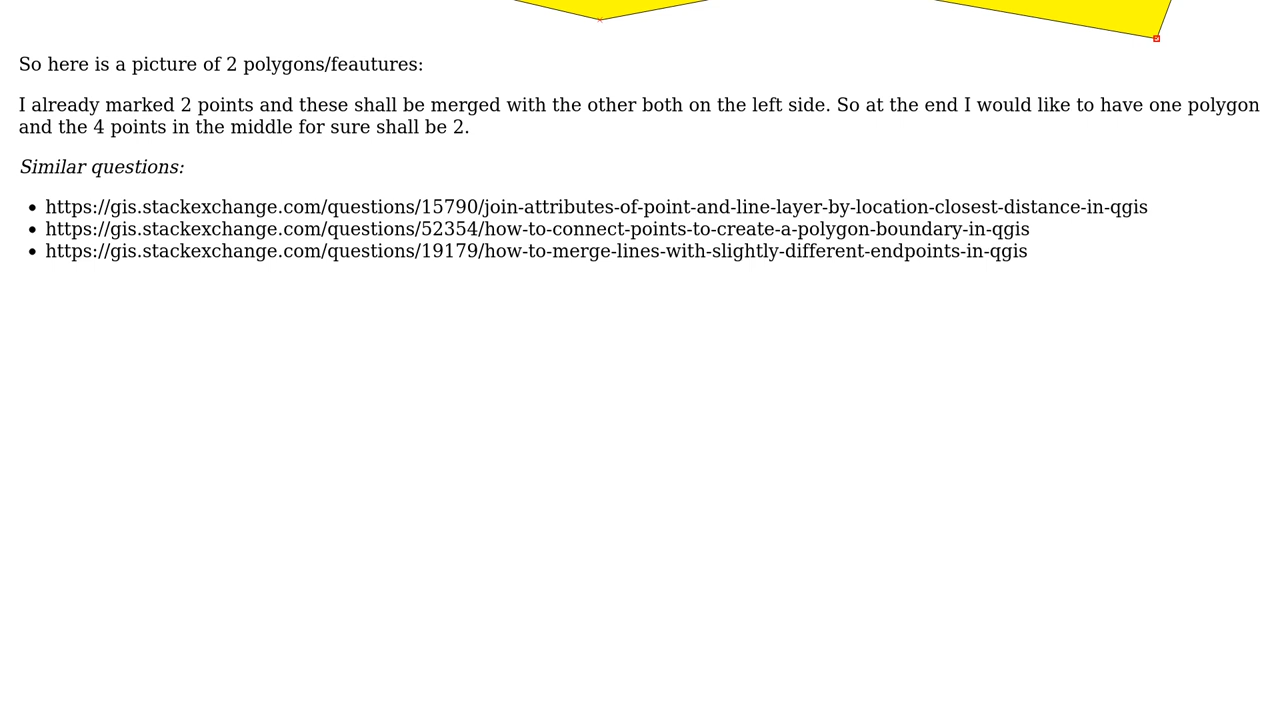 So here is a picture of 2 polygons/feautures:
I already marked 2 points and these shall be merged with the other both on the left side. So at the end I would like to have one polygon
and the 4 points in the middle for sure shall be 2.
Similar questions:
• https://gis.stackexchange.com/questions/15790/join-attributes-of-point-and-line-layer-by-location-closest-distance-in-qgis
• https://gis.stackexchange.com/questions/52354/how-to-connect-points-to-create-a-polygon-boundary-in-qgis
• https://gis.stackexchange.com/questions/19179/how-to-merge-lines-with-slightly-different-endpoints-in-qgis